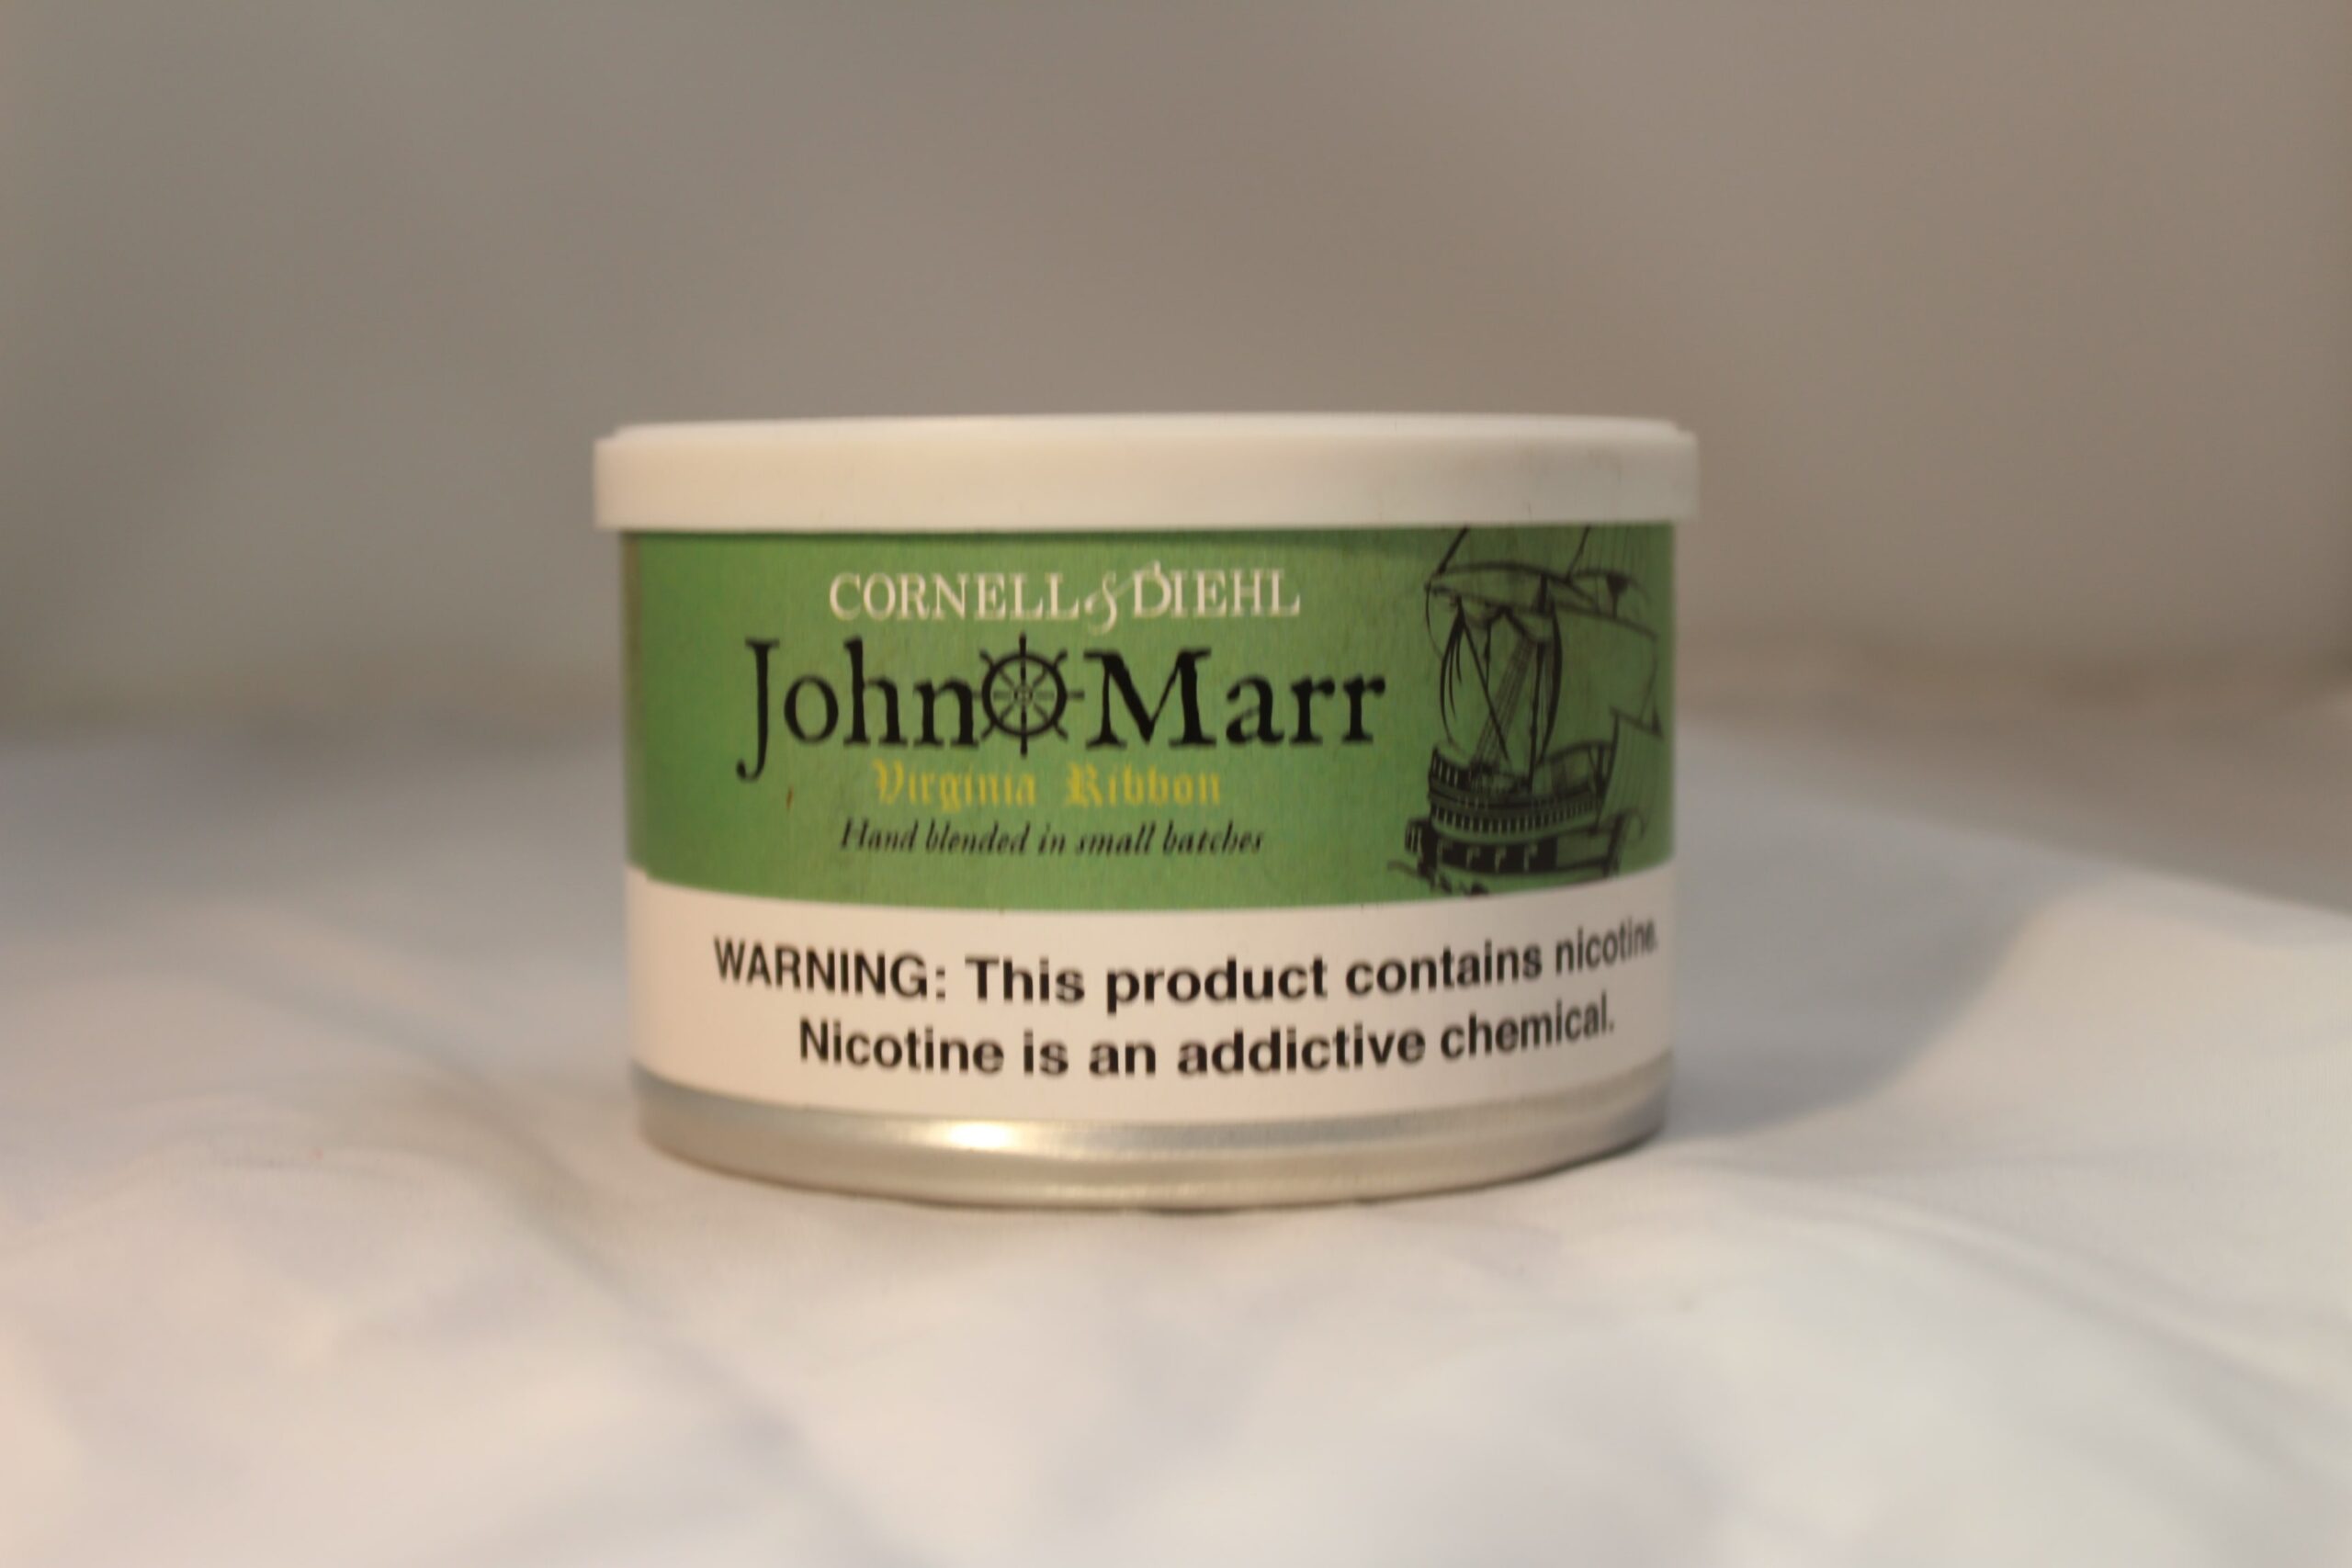 CORNELL & DIEHL
John Marr
Virginia Ribbon
Hand blended in small batches
WARNING: This product contains nicotine.
Nicotine is an addictive chemical.